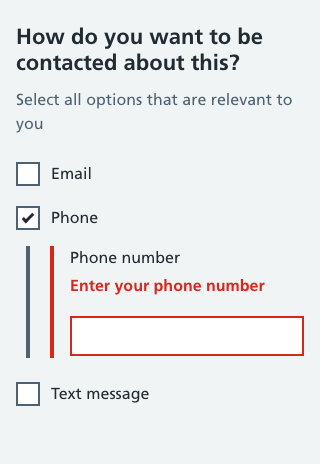 How do you want to be
contacted about this?
Select all options that are relevant to
you
Email
Phone
Phone number
Enter your phone number
Text message